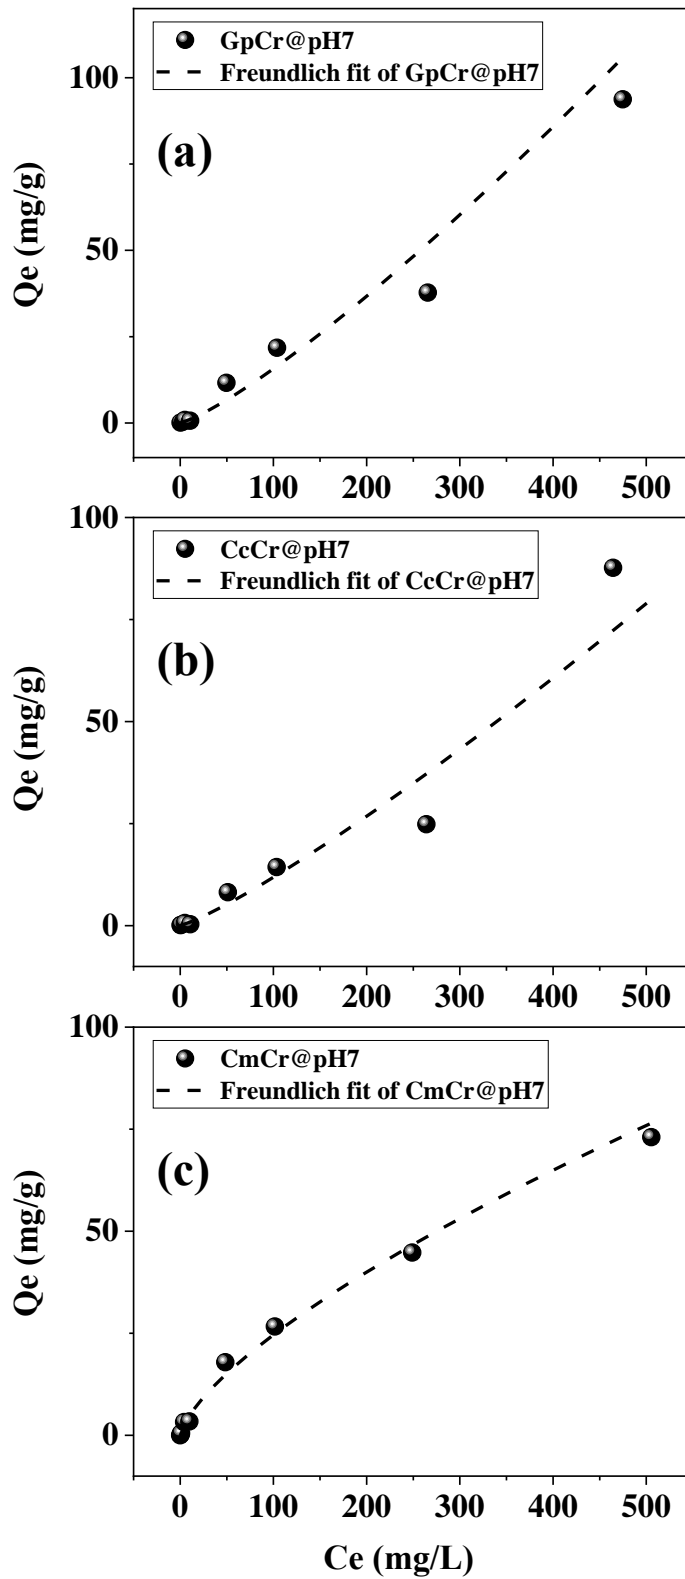 GpCr@pH7
Freundlich fit of GpCr@pH7
(a)
100
50
0
Qe (mg/g)
0 100 200 300 400 500
CcCr@pH7
Freundlich fit of CcCr@pH7
(b)
100
50
0
Qe (mg/g)
0 100 200 300 400 500
CmCr@pH7
Freundlich fit of CmCr@pH7
(c)
100
50
0
Qe (mg/g)
0 100 200 300 400 500
Ce (mg/L)